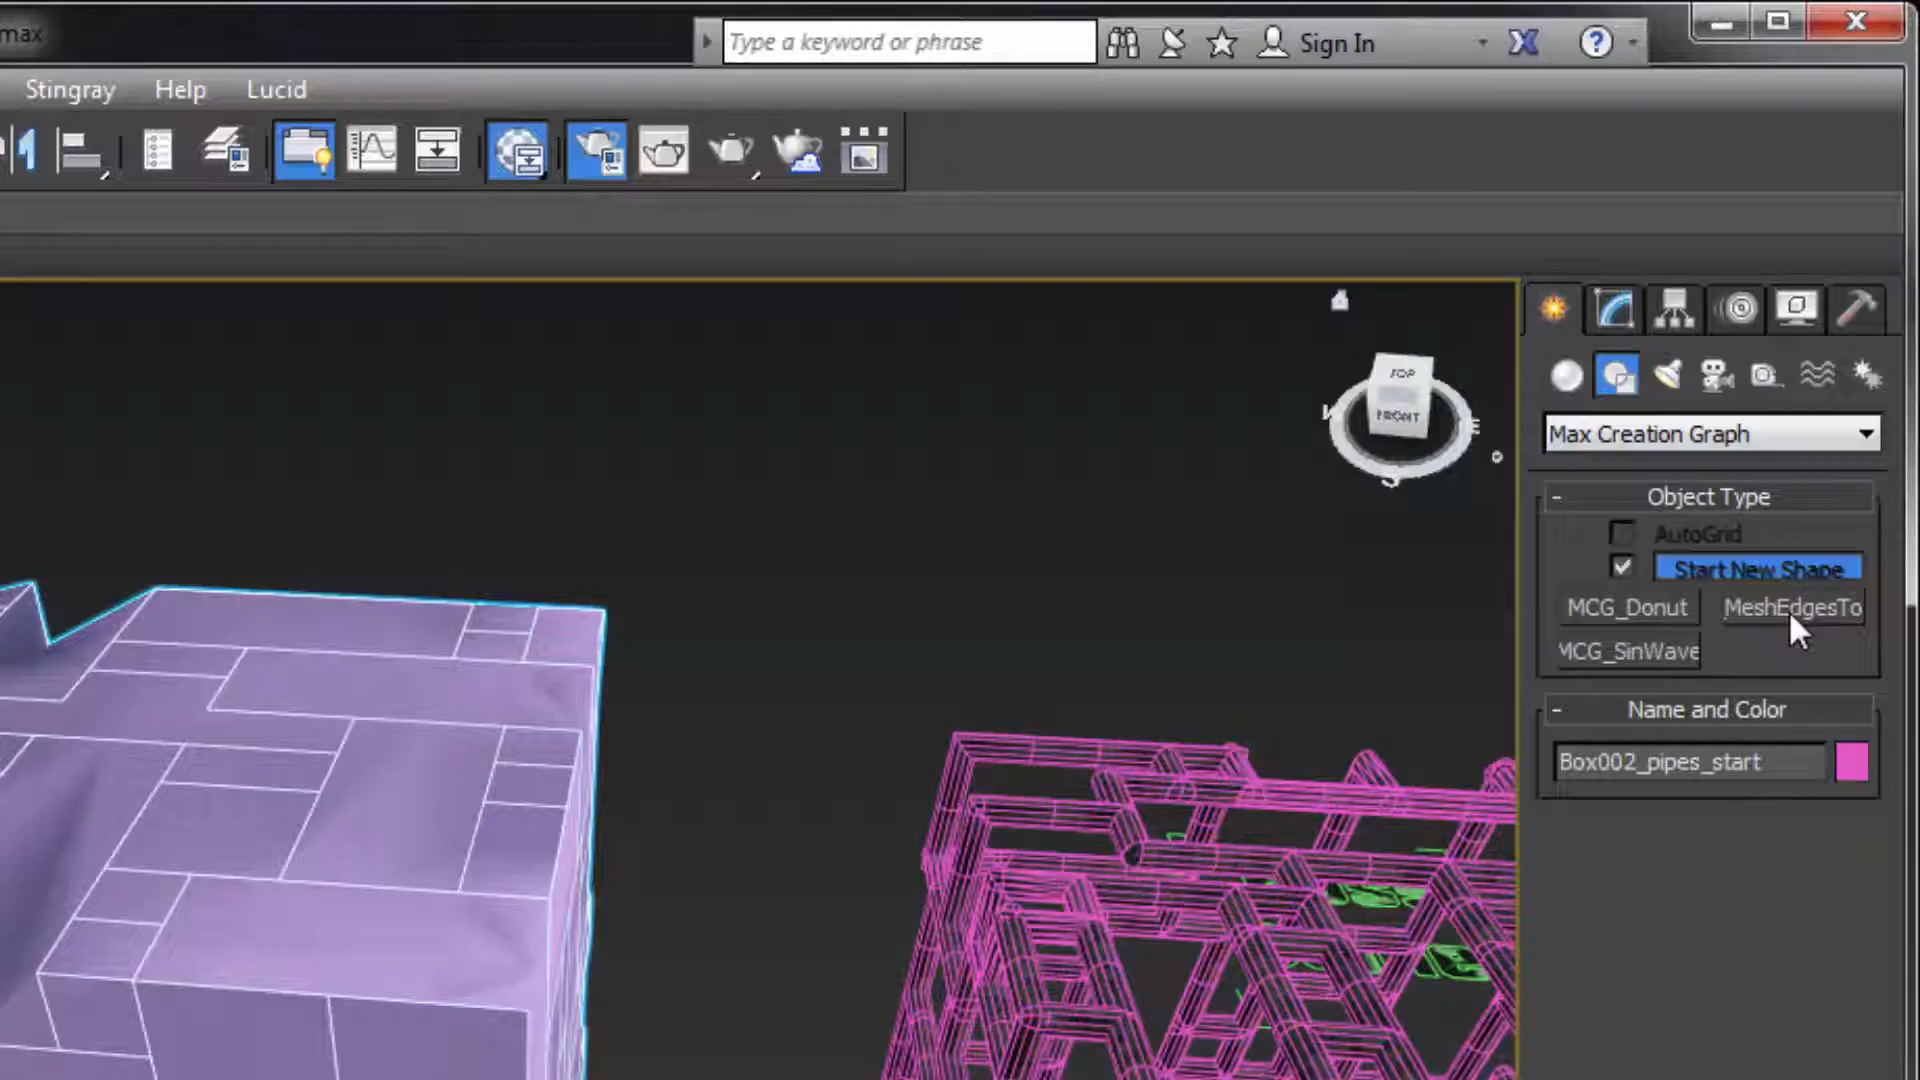 max
Type a keyword or phrase
Sign In
Stingray Help Lucid
TOP
FRONT
S
Max Creation Graph
- Object Type
AutoGrid
Start New Shape
MCG_Donut MeshEdgesTo
MCG_SinWave
- Name and Color
Box002_pipes_start